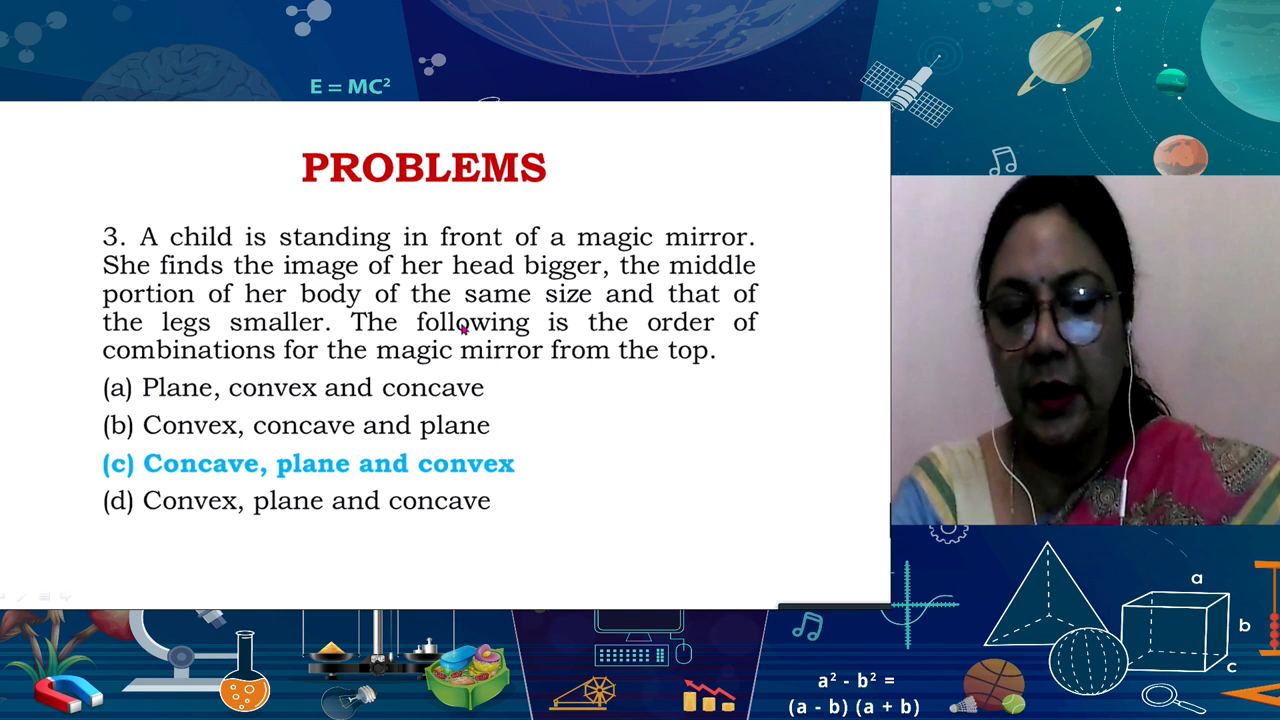 E = MC²
PROBLEMS
3. A child is standing in front of a magic mirror.
She finds the image of her head bigger, the middle
portion of her body of the same size and that of
the legs smaller. The following is the order of
combinations for the magic mirror from the top.
(a) Plane, convex and concave
(b) Convex, concave and plane
(c) Concave, plane and convex
(d) Convex, plane and concave
a
b
c
a² - b² =
(a - b) (a + b)